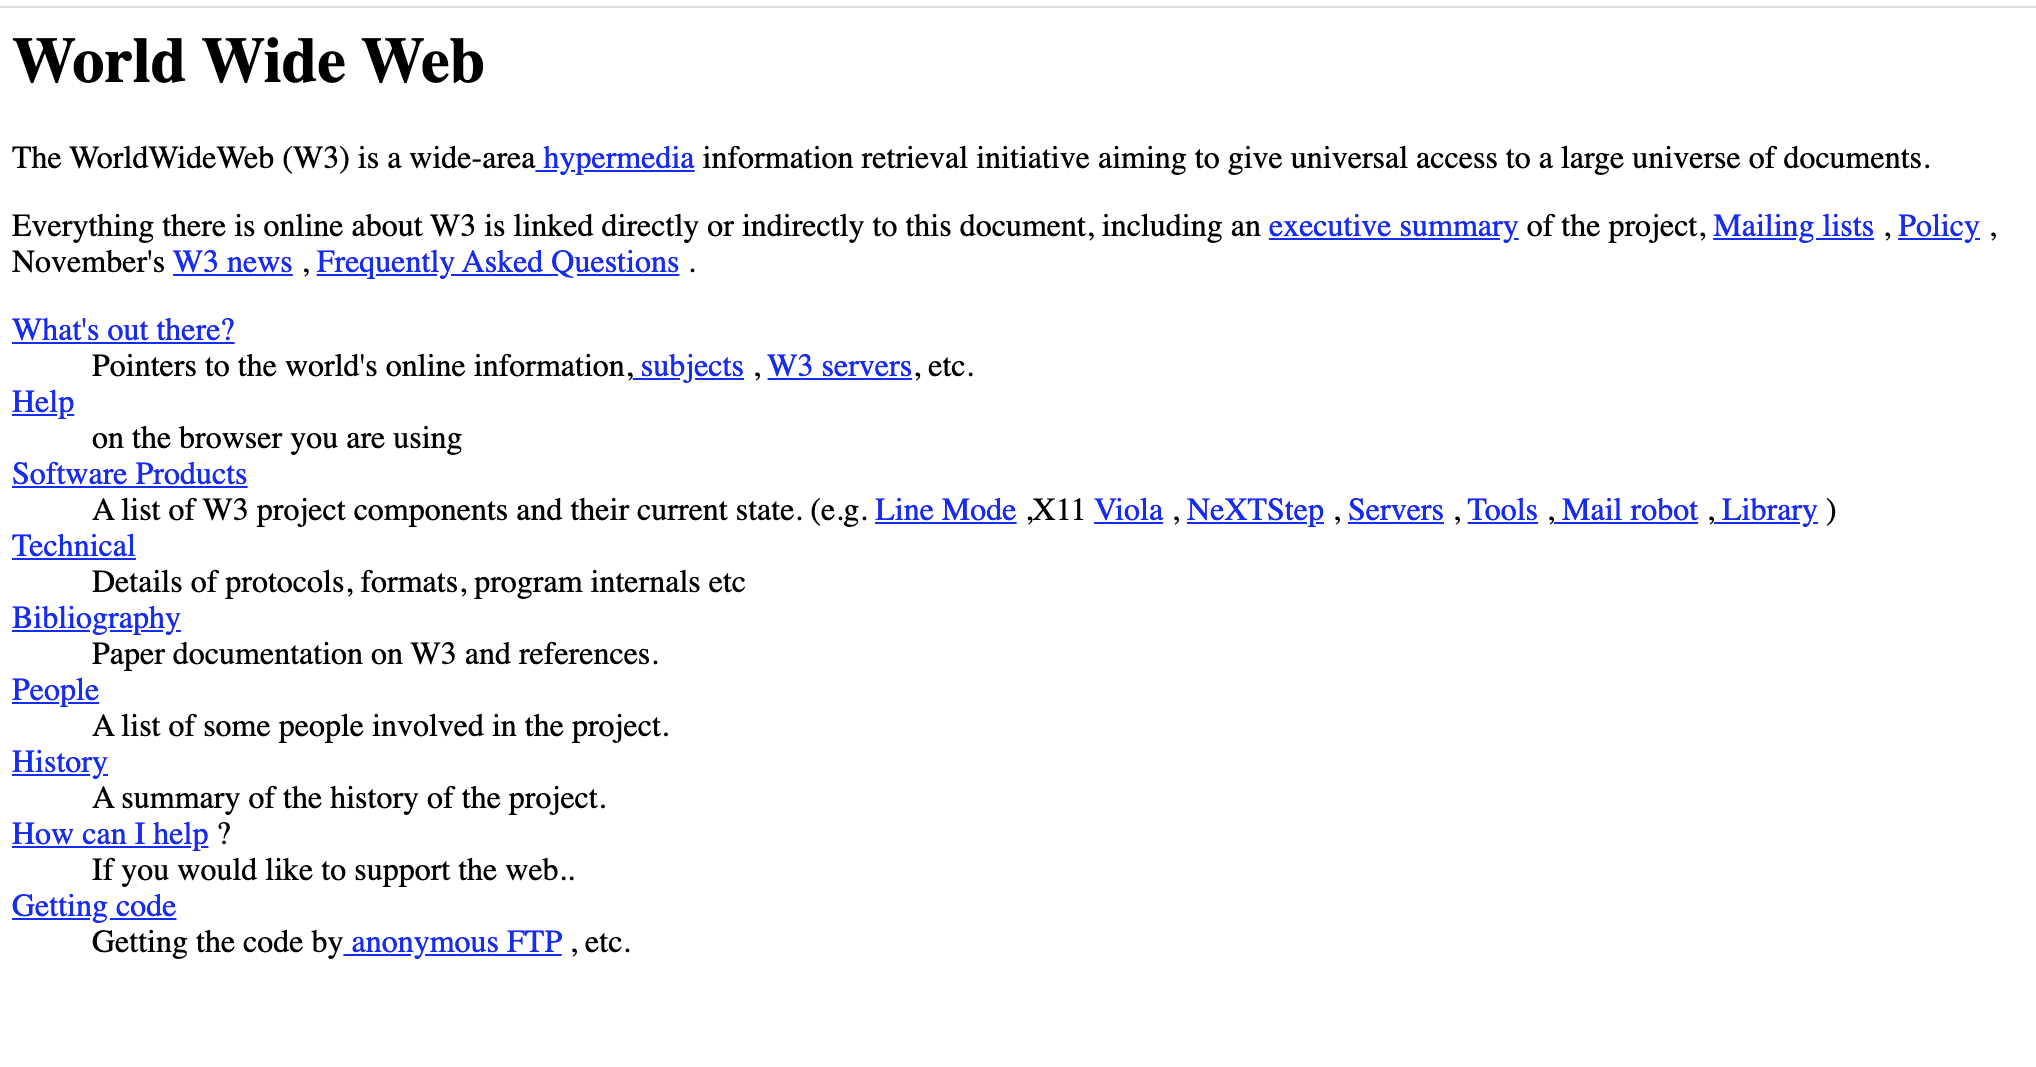 World Wide Web
The WorldWideWeb (W3) is a wide-area hypermedia information retrieval initiative aiming to give universal access to a large universe of documents.
Everything there is online about W3 is linked directly or indirectly to this document, including an executive summary of the project, Mailing lists , Policy ,
November's W3 news , Frequently Asked Questions .
What's out there?
Pointers to the world's online information, subjects , W3 servers, etc.
Help
on the browser you are using
Software Products
A list of W3 project components and their current state. (e.g. Line Mode ,X11 Viola , NeXTStep , Servers , Tools , Mail robot , Library )
Technical
Details of protocols, formats, program internals etc
Bibliography
Paper documentation on W3 and references.
People
A list of some people involved in the project.
History
A summary of the history of the project.
How can I help ?
If you would like to support the web..
Getting code
Getting the code by anonymous FTP , etc.